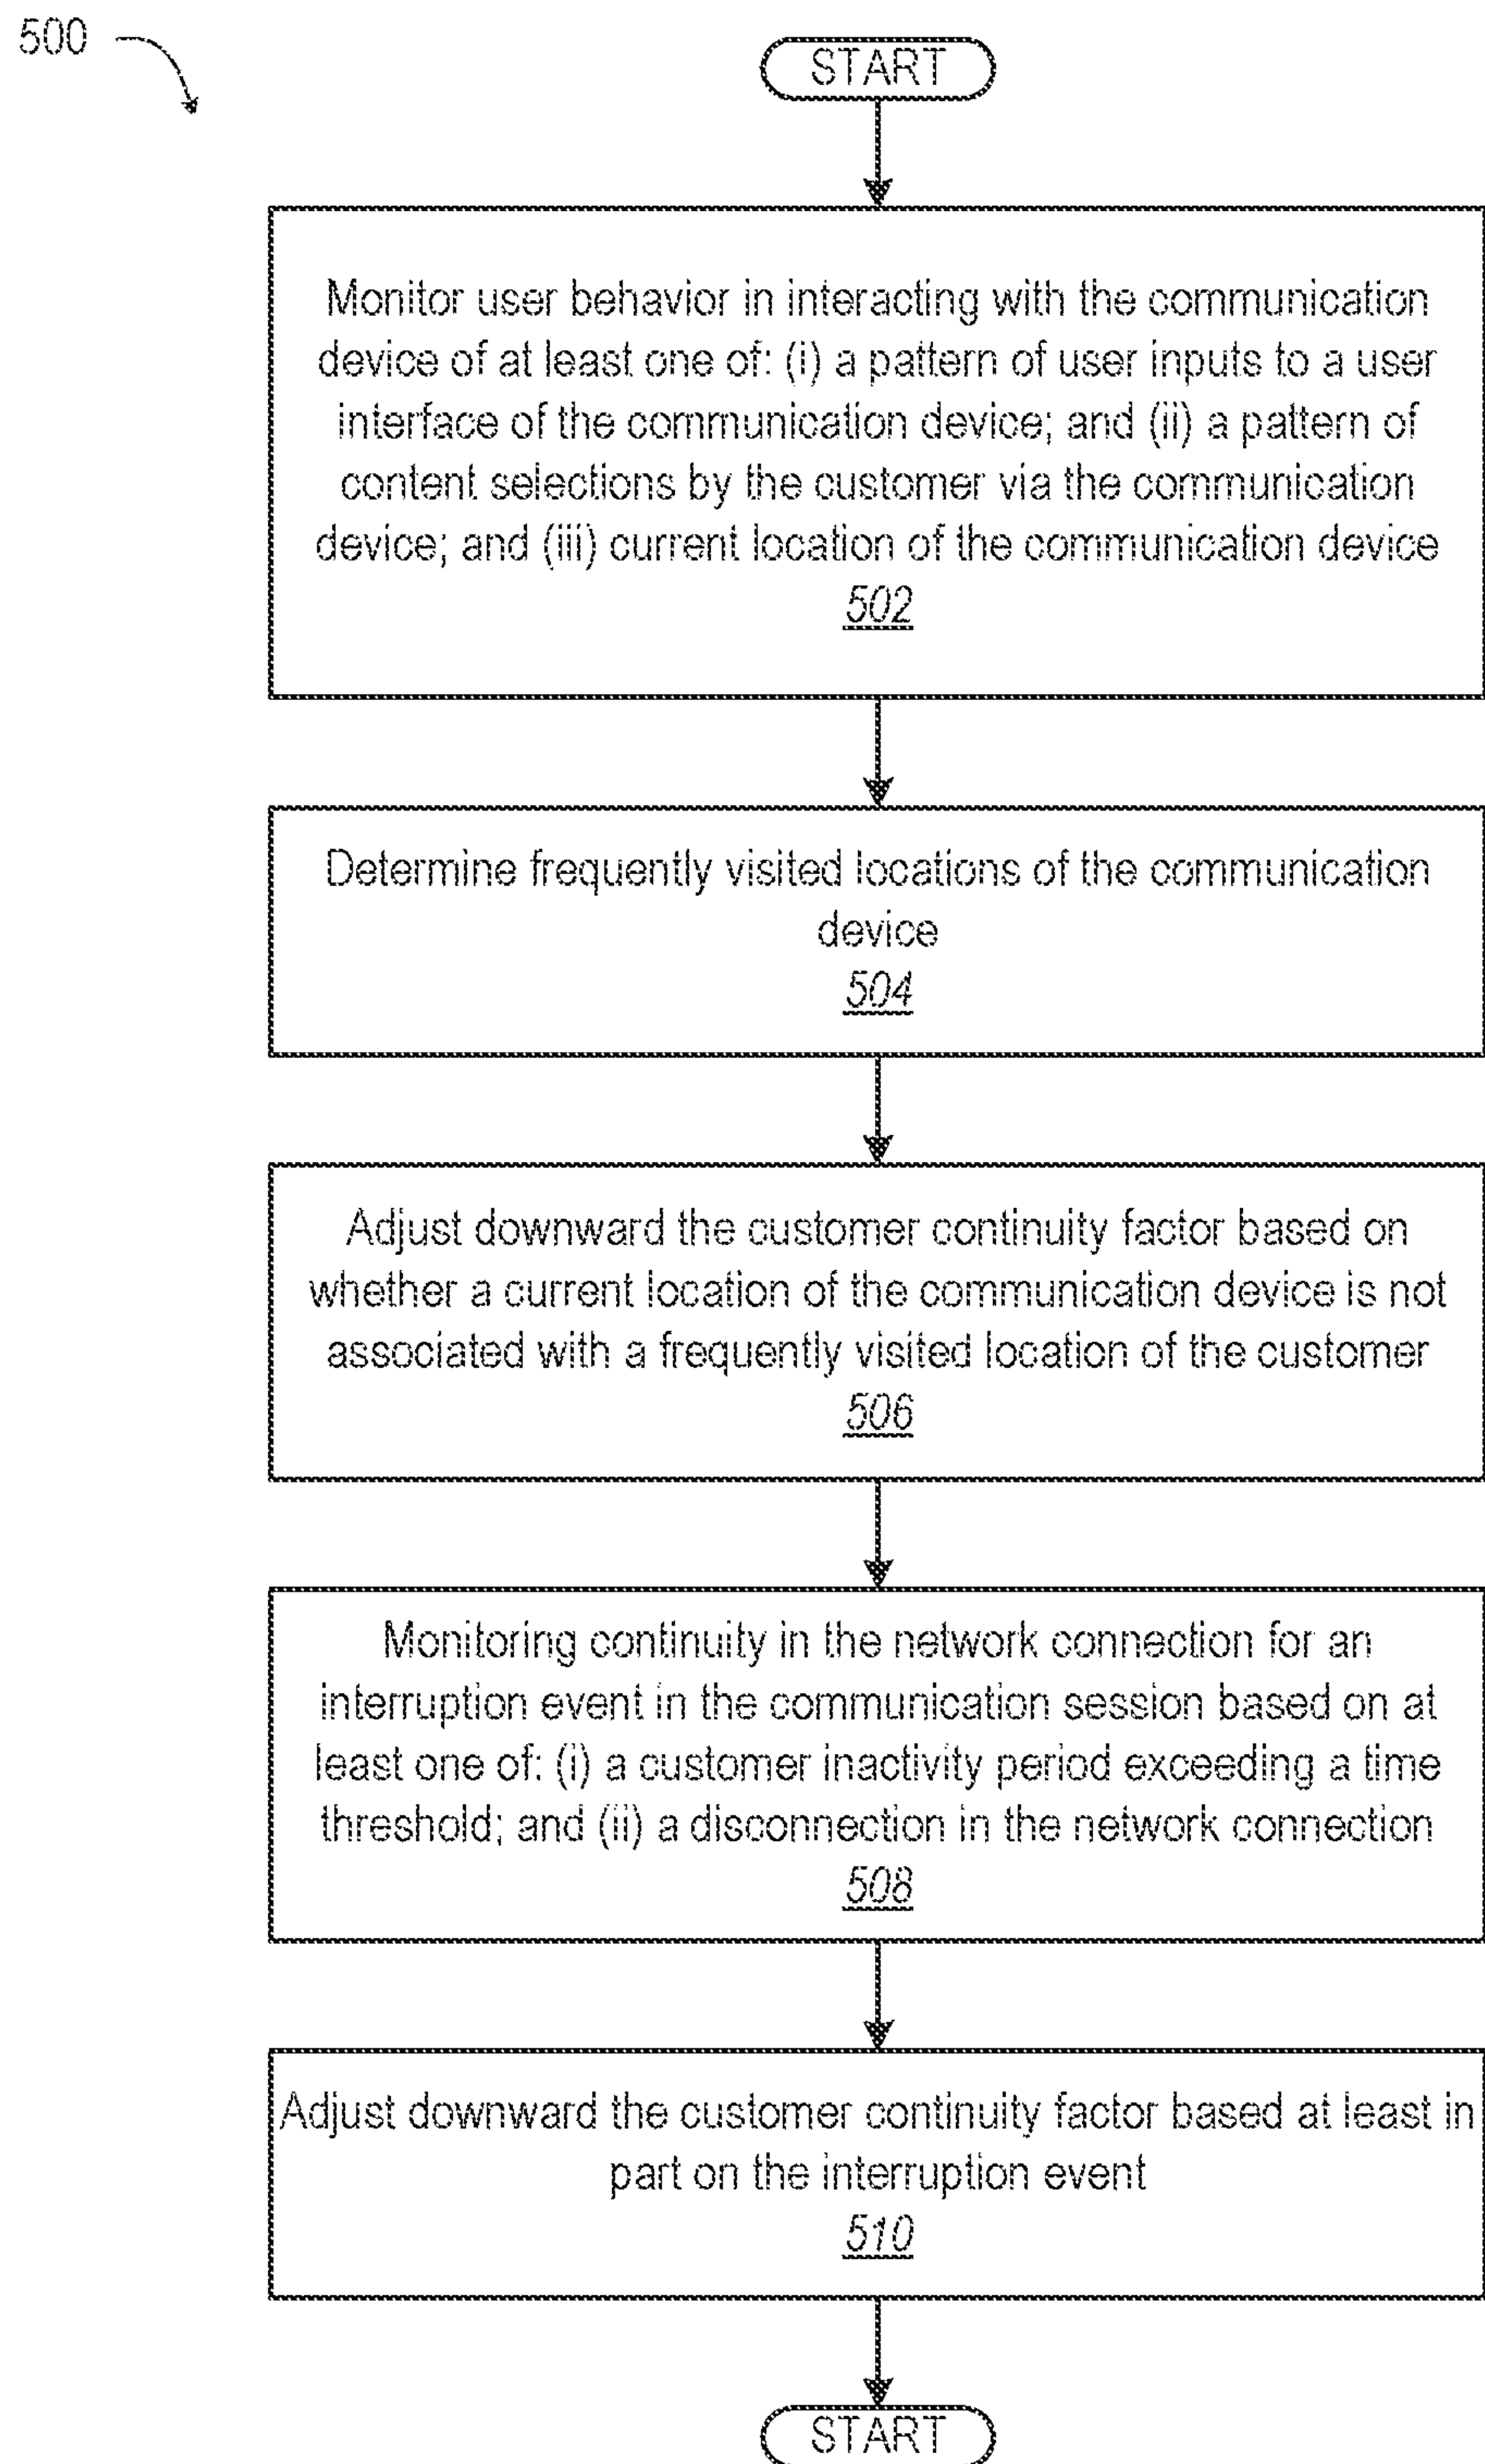 500
START
Monitor user behavior in interacting with the communication
device of at least one of: (i) a pattern of user inputs to a user
interface of the communication device; and (ii) a pattern of
content selections by the customer via the communication
device; and (iii) current location of the communication device
502
Determine frequently visited locations of the communication
device
504
Adjust downward the customer continuity factor based on
whether a current location of the communication device is not
associated with a frequently visited location of the customer
506
Monitoring continuity in the network connection for an
interruption event in the communication session based on at
least one of: (i) a customer inactivity period exceeding a time
threshold; and (ii) a disconnection in the network connection
508
Adjust downward the customer continuity factor based at least in
part on the interruption event
510
START